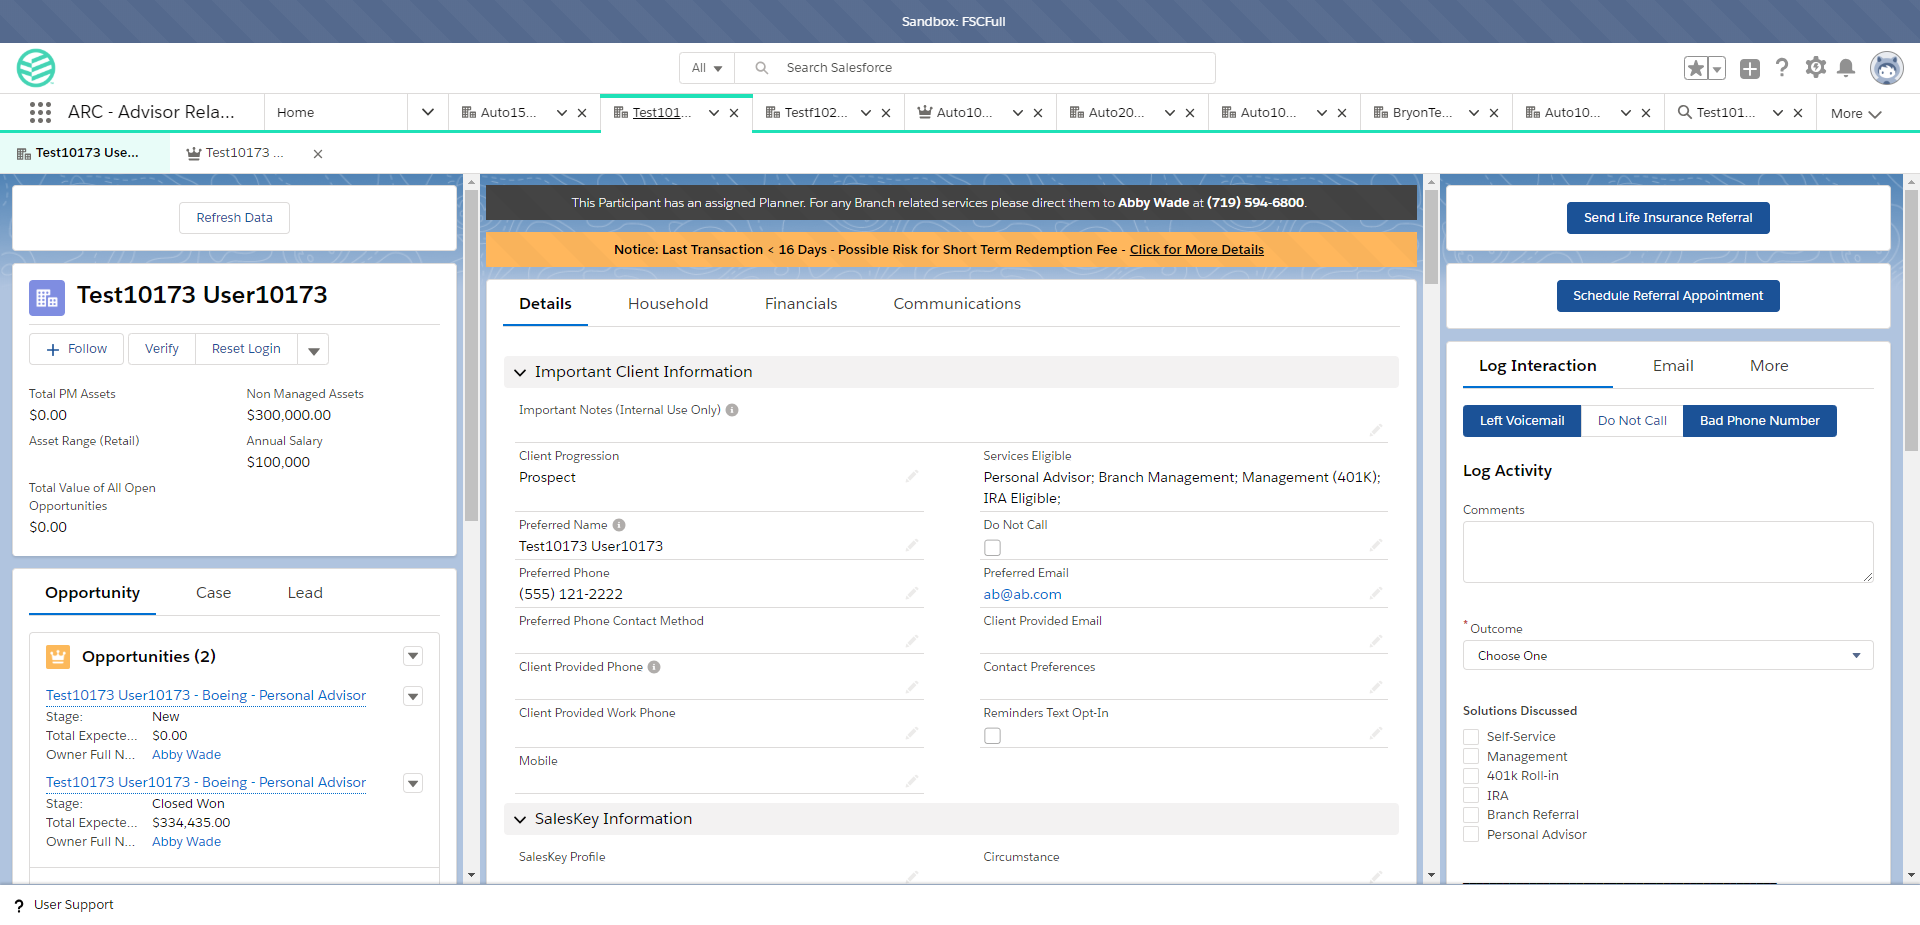 Sandbox: FSCFull
All
Search Salesforce
ARC - Advisor Rela...
Home
Auto15...
Test101...
Testf102...
Auto10...
Auto20...
Auto10...
BryonTe...
Auto10...
Test101...
More
Test10173 Use...
Test10173 ...
Refresh Data
Test10173 User10173
Follow
Verify
Reset Login
Total PM Assets
$0.00
Non Managed Assets
$300,000.00
Asset Range (Retail)
Annual Salary
$100,000
Total Value of All Open
Opportunities
$0.00
Opportunity
Case
Lead
Opportunities (2)
Test10173 User10173 - Boeing - Personal Advisor
Stage: New
Total Expecte... $0.00
Owner Full N... Abby Wade
Test10173 User10173 - Boeing - Personal Advisor
Stage: Closed Won
Total Expecte... $334,435.00
Owner Full N... Abby Wade
This Participant has an assigned Planner. For any Branch related services please direct them to Abby Wade at (719) 594-6800.
Notice: Last Transaction < 16 Days - Possible Risk for Short Term Redemption Fee - Click for More Details
Details
Household
Financials
Communications
Important Client Information
Important Notes (Internal Use Only)
Client Progression
Prospect
Services Eligible
Personal Advisor; Branch Management; Management (401K);
IRA Eligible;
Preferred Name
Test10173 User10173
Do Not Call
Preferred Phone
(555) 121-2222
Preferred Email
ab@ab.com
Preferred Phone Contact Method
Client Provided Email
Client Provided Phone
Contact Preferences
Client Provided Work Phone
Reminders Text Opt-In
Mobile
SalesKey Information
SalesKey Profile
Circumstance
Send Life Insurance Referral
Schedule Referral Appointment
Log Interaction
Email
More
Left Voicemail
Do Not Call
Bad Phone Number
Log Activity
Comments
* Outcome
Choose One
Solutions Discussed
Self-Service
Management
401k Roll-in
IRA
Branch Referral
Personal Advisor
? User Support